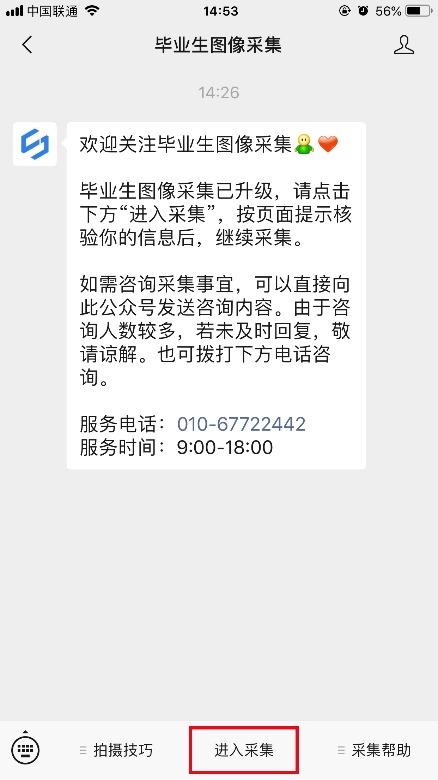 中国联通 14:53 56%
毕业生图像采集
14:26
欢迎关注毕业生图像采集
毕业生图像采集已升级，请点击
下方“进入采集”，按页面提示核
验你的信息后，继续采集。
如需咨询采集事宜，可以直接向
此公众号发送咨询内容。由于咨
询人数较多，若未及时回复，敬
请谅解。也可拨打下方电话咨
询。
服务电话：010-67722442
服务时间：9:00-18:00
拍摄技巧 进入采集 采集帮助